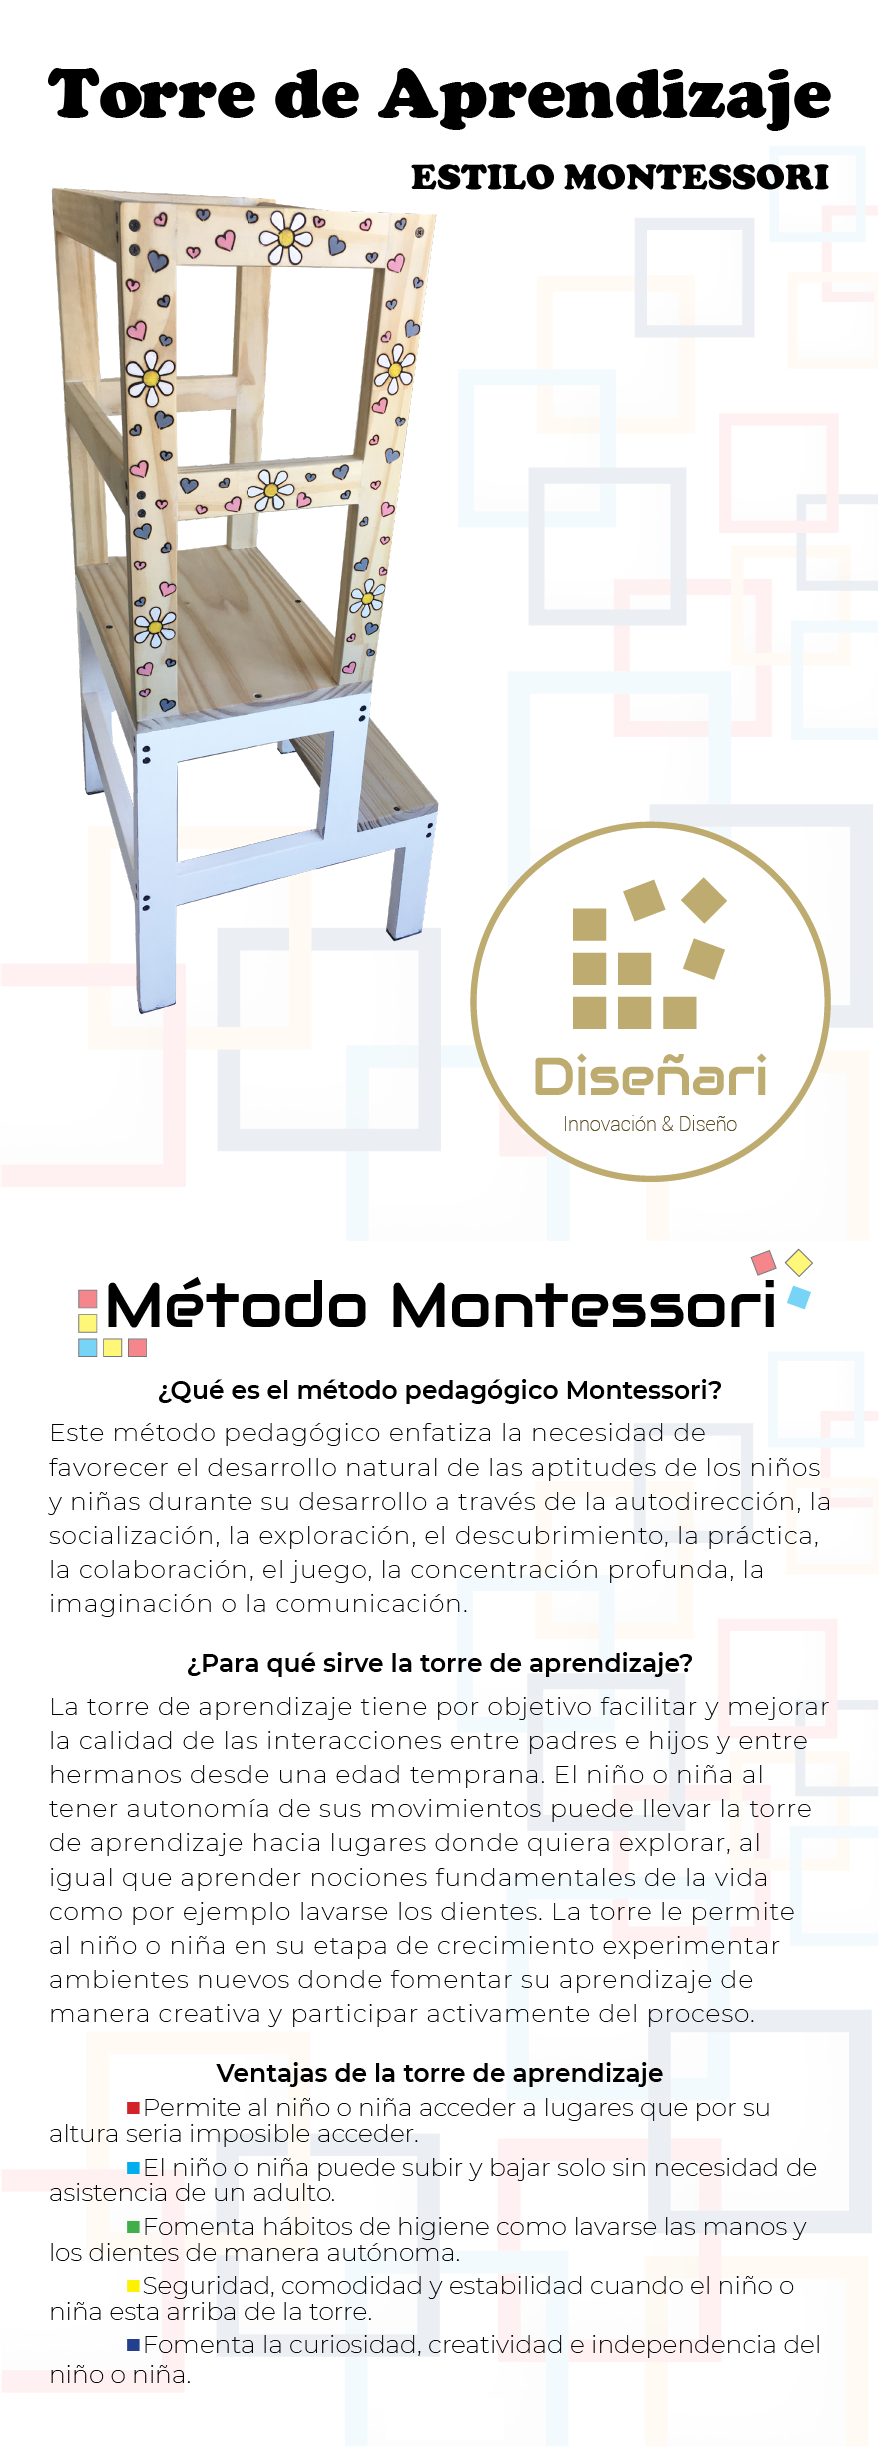 Torre de Aprendizaje
ESTILO MONTESSORI
Diseñari
Innovación & Diseño
Método Montessori
¿Qué es el método pedagógico Montessori?
Este método pedagógico enfatiza la necesidad de
favorecer el desarrollo natural de las aptitudes de los niños
y niñas durante su desarrollo a través de la autodirección, la
socialización, la exploración, el descubrimiento, la práctica,
la colaboración, el juego, la concentración profunda, la
imaginación o la comunicación.
¿Para qué sirve la torre de aprendizaje?
La torre de aprendizaje tiene por objetivo facilitar y mejorar
la calidad de las interacciones entre padres e hijos y entre
hermanos desde una edad temprana. El niño o niña al
tener autonomía de sus movimientos puede llevar la torre
de aprendizaje hacia lugares donde quiera explorar, al
igual que aprender nociones fundamentales de la vida
como por ejemplo lavarse los dientes. La torre le permite
al niño o niña en su etapa de crecimiento experimentar
ambientes nuevos donde fomentar su aprendizaje de
manera creativa y participar activamente del proceso.
Ventajas de la torre de aprendizaje
■Permite al niño o niña acceder a lugares que por su
altura seria imposible acceder.
■El niño o niña puede subir y bajar solo sin necesidad de
asistencia de un adulto.
■Fomenta hábitos de higiene como lavarse las manos y
los dientes de manera autónoma.
■Seguridad, comodidad y estabilidad cuando el niño o
niña esta arriba de la torre.
■Fomenta la curiosidad, creatividad e independencia del
niño o niña.